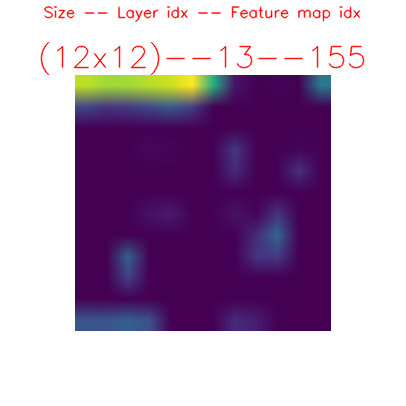 Size -- Layer idx -- Feature map idx
(12x12)--13--155